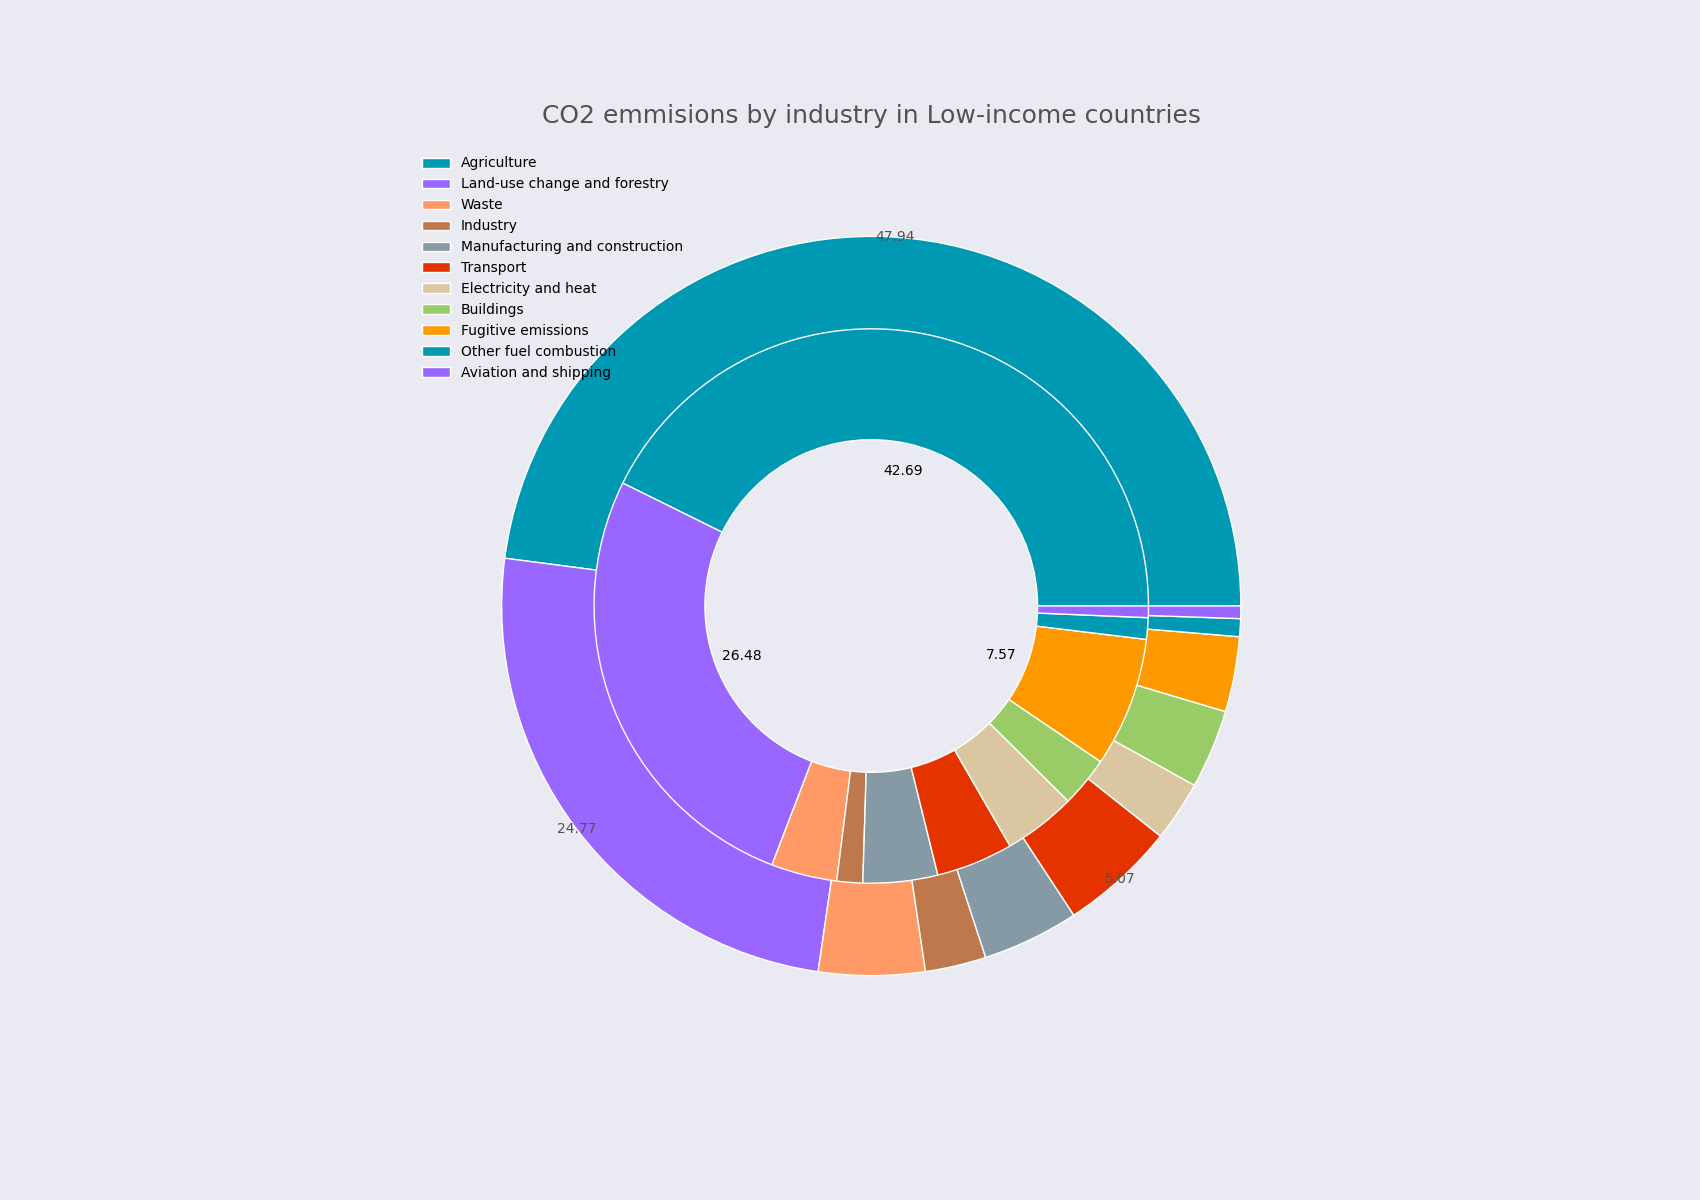 CO2 emmisions by industry in Low-income countries
Agriculture
Land-use change and forestry
Waste
Industry
Manufacturing and construction
Transport
Electricity and heat
Buildings
Fugitive emissions
Other fuel combustion
Aviation and shipping
47.94
42.69
26.48
7.57
24.77
5.07